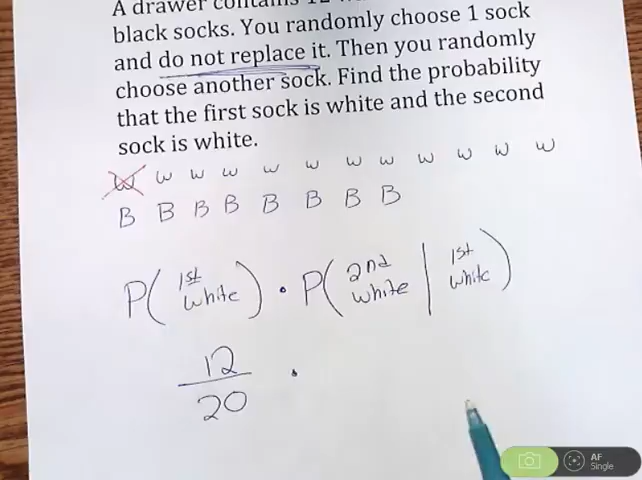 A drawer contains 12
black socks. You randomly choose 1 sock
and do not replace it. Then you randomly
choose another sock. Find the probability
that the first sock is white and the second
sock is white.
W W W W W W W W W W W W
B B B B B B B B
P( 1st white ) · P( 2nd white | 1st white )
12/20 ·
AF
Single